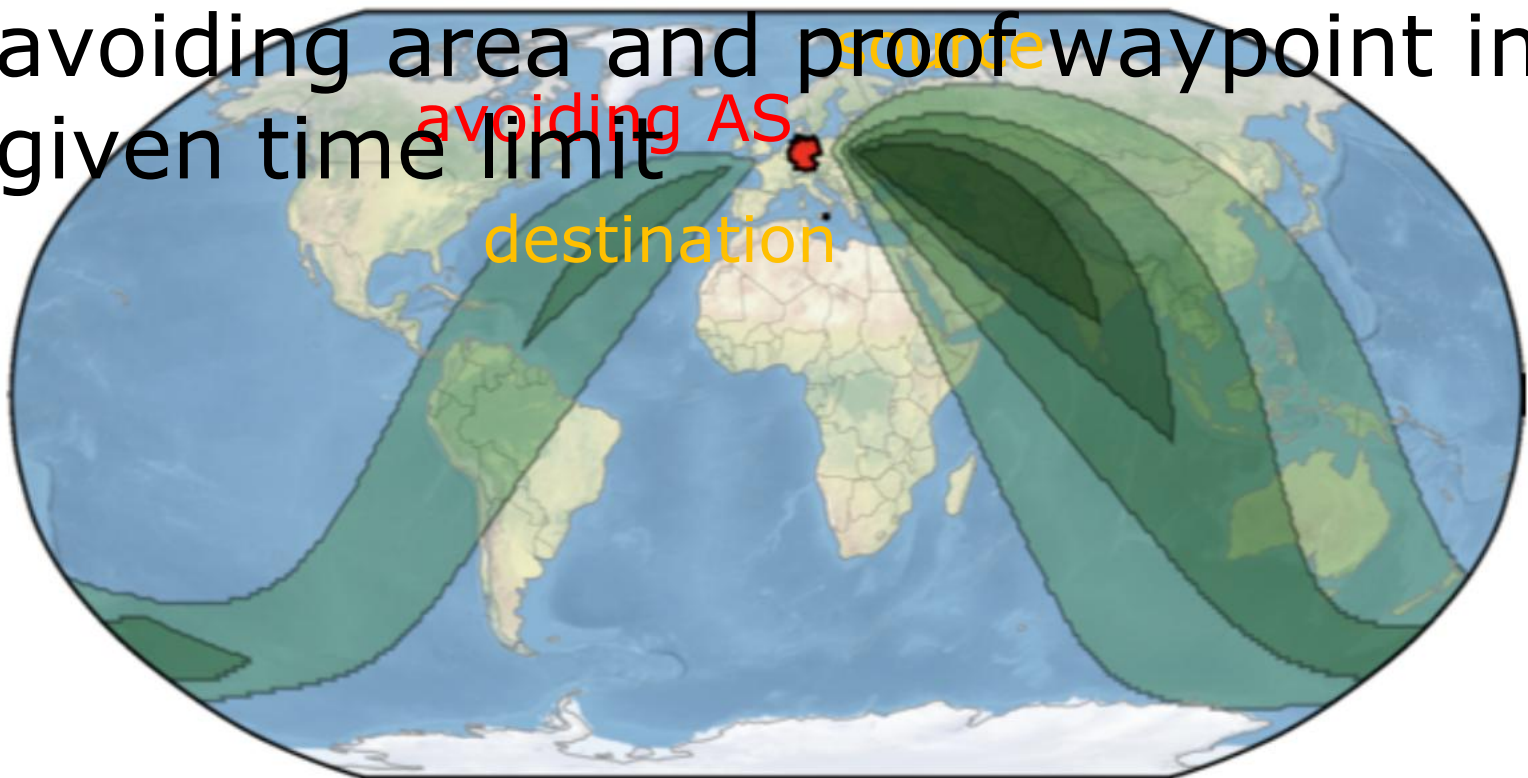 avoiding area and proof waypoint in
source
avoiding AS
given time limit
destination